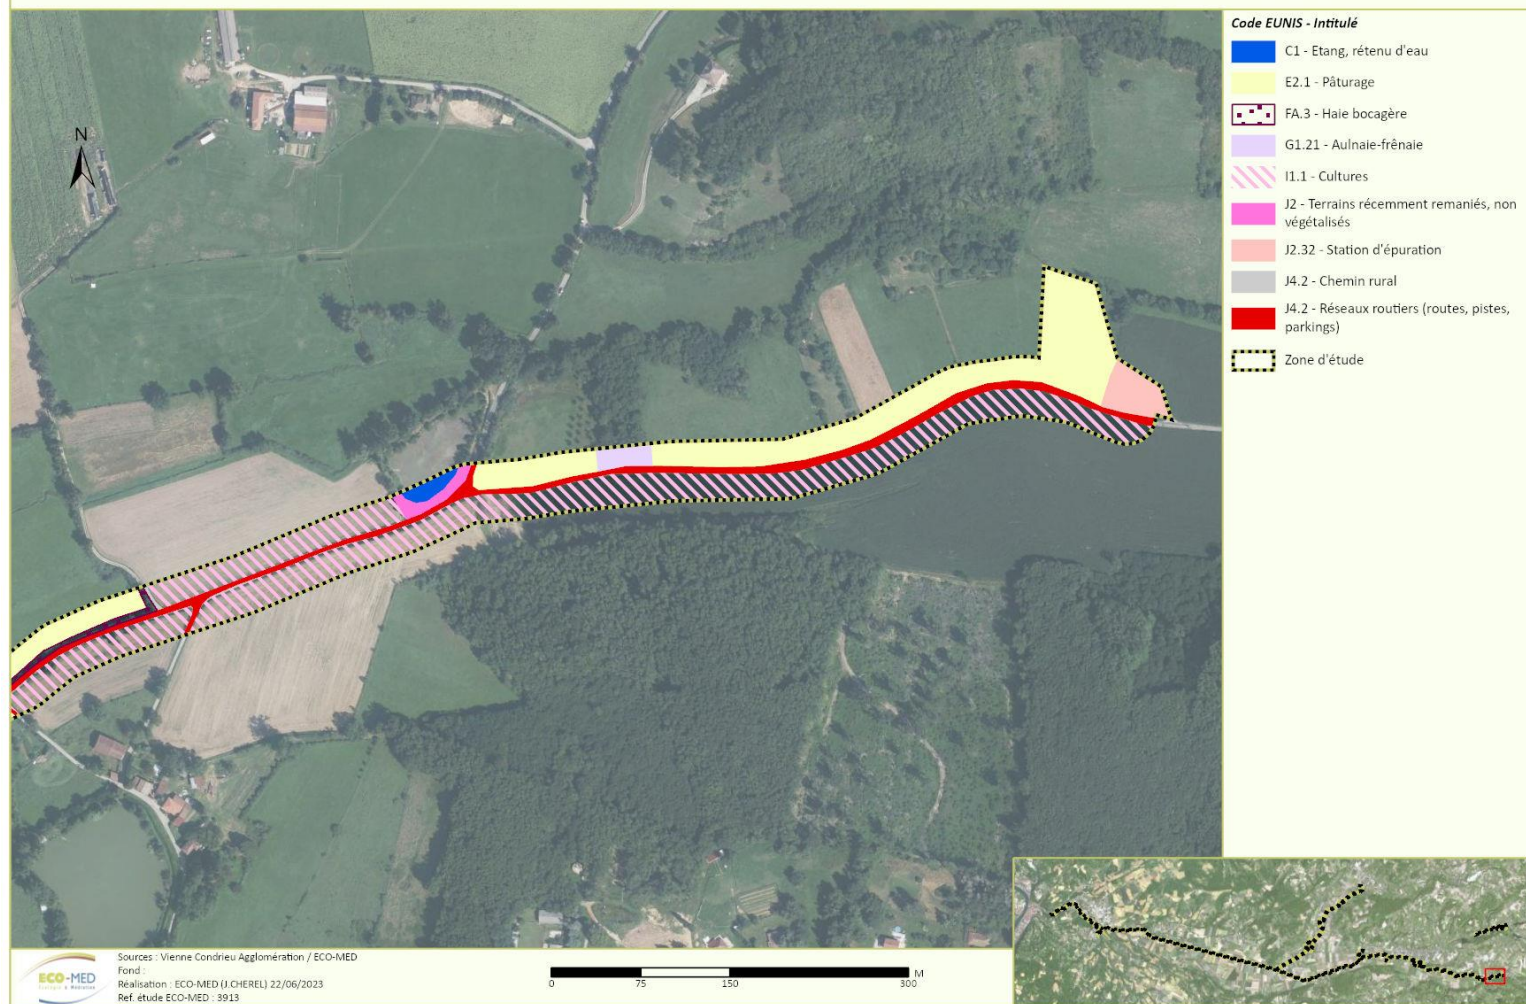 Code EUNIS - Intitulé
C1 - Etang, rétenu d'eau
E2.1 - Pâturage
FA.3 - Haie bocagère
G1.21 - Aulnaie-frênaie
I1.1 - Cultures
J2 - Terrains récemment remaniés, non
végétalisés
J2.32 - Station d'épuration
J4.2 - Chemin rural
J4.2 - Réseaux routiers (routes, pistes,
parkings)
Zone d'étude
N
ECO-MED
Ecologie & Médiation
Sources : Vienne Condrieu Agglomération / ECO-MED
Fond :
Réalisation : ECO-MED (J.CHEREL) 22/06/2023
Ref. étude ECO-MED : 3913
M
0 75 150 300